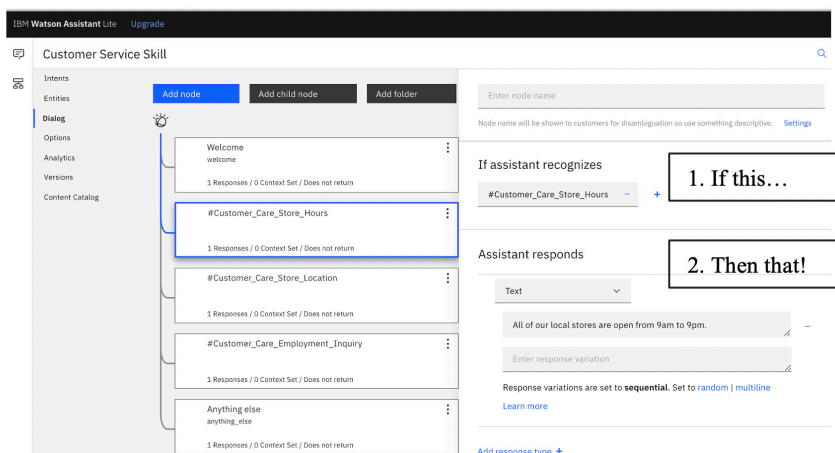 IBM Watson Assistant Lite Upgrade
Customer Service Skill
Intents
Entities
Dialog
Options
Analytics
Versions
Content Catalog
Add node Add child node Add folder
Welcome
welcome
1 Responses / 0 Context Set / Does not return
#Customer_Care_Store_Hours
1 Responses / 0 Context Set / Does not return
#Customer_Care_Store_Location
1 Responses / 0 Context Set / Does not return
#Customer_Care_Employment_Inquiry
1 Responses / 0 Context Set / Does not return
Anything else
anything_else
1 Responses / 0 Context Set / Does not return
Enter node name
Node name will be shown to customers for disambiguation so use something descriptive. Settings
If assistant recognizes
1. If this...
#Customer_Care_Store_Hours − +
Assistant responds
2. Then that!
Text
All of our local stores are open from 9am to 9pm. −
Enter response variation
Response variations are set to sequential. Set to random | multiline
Learn more
Add response type +